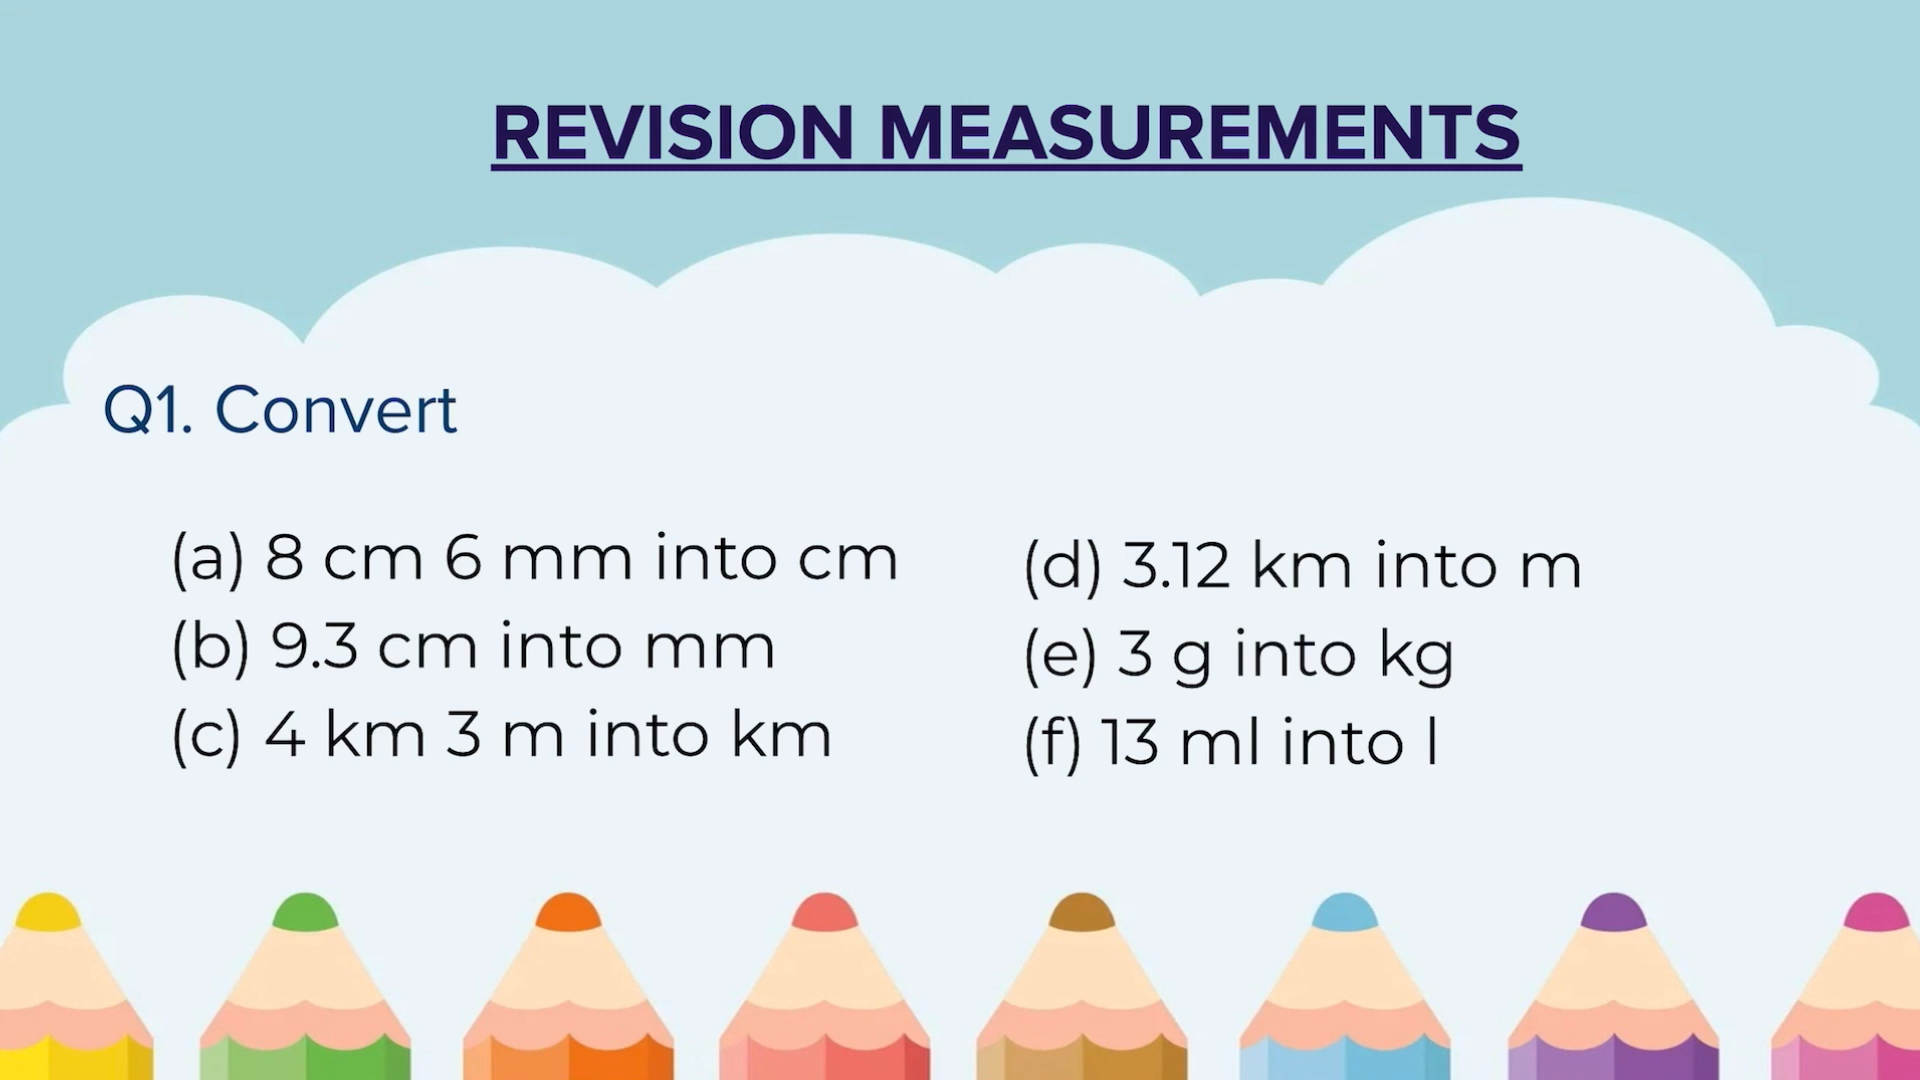 REVISION MEASUREMENTS
Q1. Convert
(a) 8 cm 6 mm into cm
(b) 9.3 cm into mm
(c) 4 km 3 m into km
(d) 3.12 km into m
(e) 3 g into kg
(f) 13 ml into l